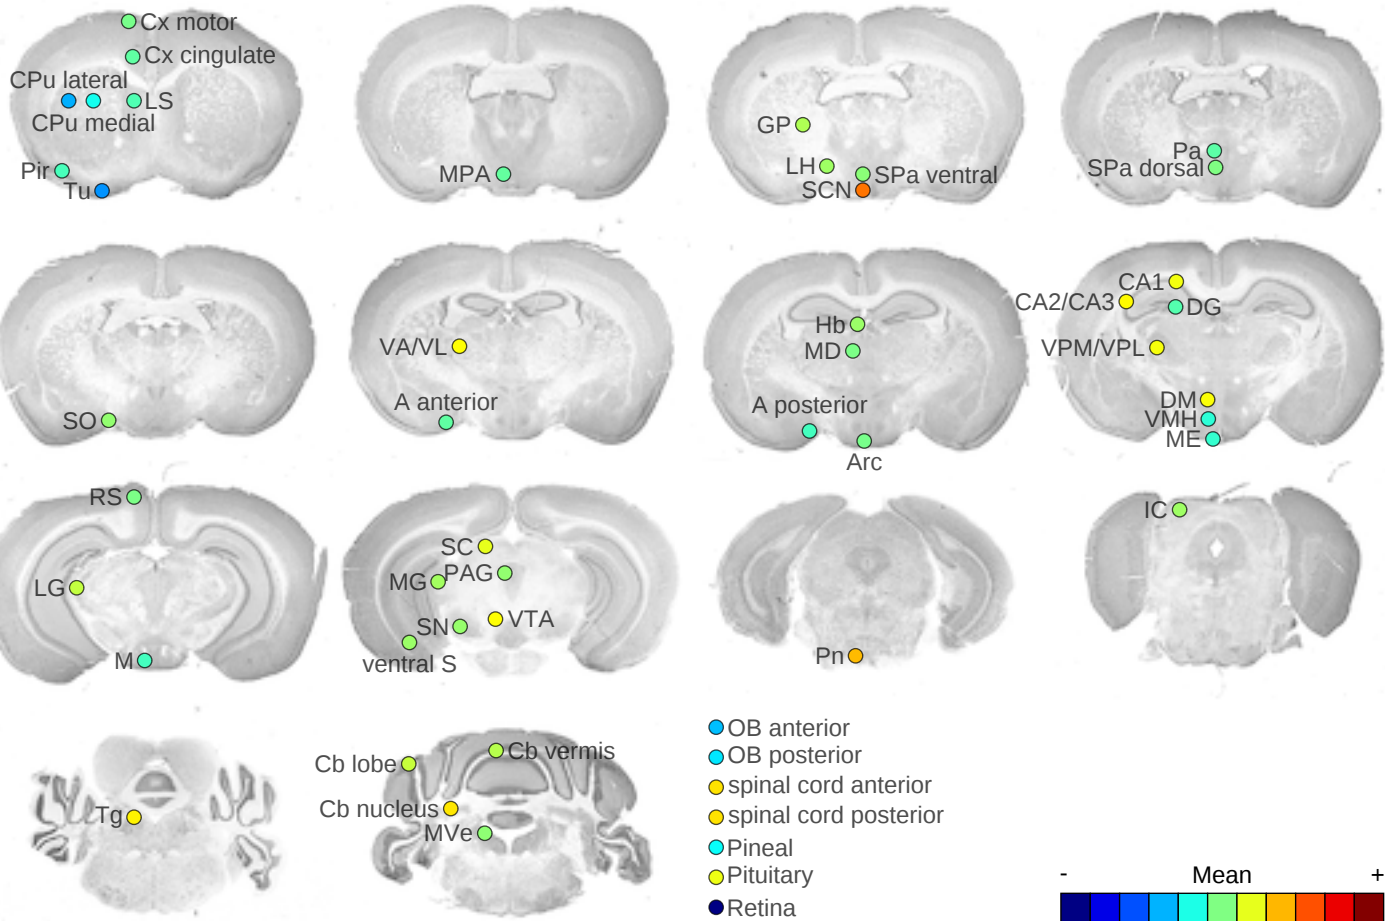 Cx motor
Cx cingulate
CPu lateral
LS
CPu medial
Pir
Tu
MPA
GP
LH
SPa ventral
SCN
Pa
SPa dorsal
SO
VA/VL
A anterior
Hb
MD
A posterior
Arc
CA1
CA2/CA3
DG
VPM/VPL
DM
VMH
ME
RS
LG
M
SC
PAG
MG
VTA
SN
ventral S
Pn
IC
Tg
Cb vermis
Cb lobe
Cb nucleus
MVe
OB anterior
OB posterior
spinal cord anterior
spinal cord posterior
Pineal
Pituitary
Retina
- Mean +